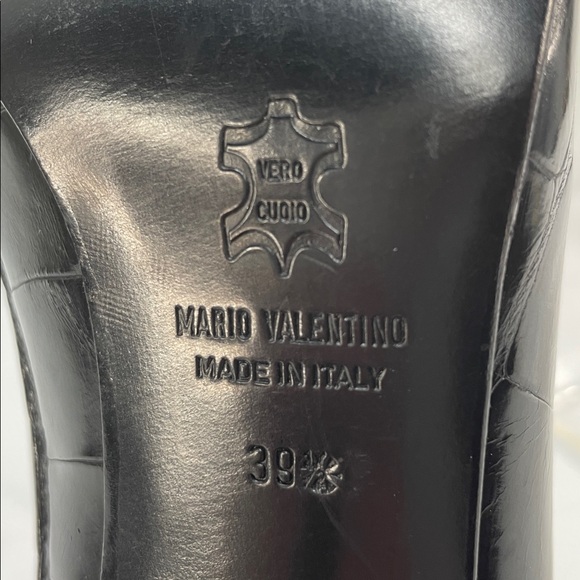 VERO
CUOIO
MARIO VALENTINO
MADE IN ITALY
39